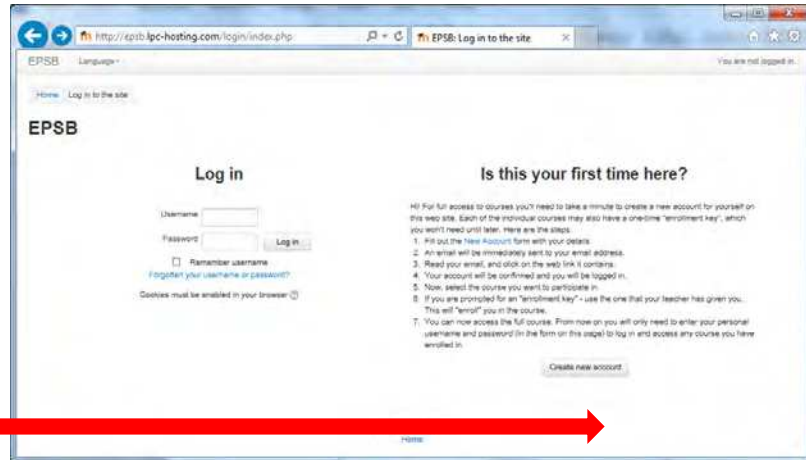 http://epsb.lpc-hosting.com/login/index.php
EPSB: Log in to the site
EPSB Language
You are not logged in.
Home Log in to the site
EPSB
Log in
Username
Password
Log in
Remember username
Forgotten your username or password?
Cookies must be enabled in your browser
Is this your first time here?
Hi! For full access to courses you'll need to take a minute to create a new account for yourself on
this web site. Each of the individual courses may also have a one-time "enrollment key", which
you won't need until later. Here are the steps:
1. Fill out the New Account form with your details.
2. An email will be immediately sent to your email address.
3. Read your email, and click on the web link it contains.
4. Your account will be confirmed and you will be logged in.
5. Now, select the course you want to participate in.
6. If you are prompted for an "enrollment key" - use the one that your teacher has given you.
This will "enroll" you in the course.
7. You can now access the full course. From now on you will only need to enter your personal
username and password (in the form on this page) to log in and access any course you have
enrolled in.
Create new account
Home